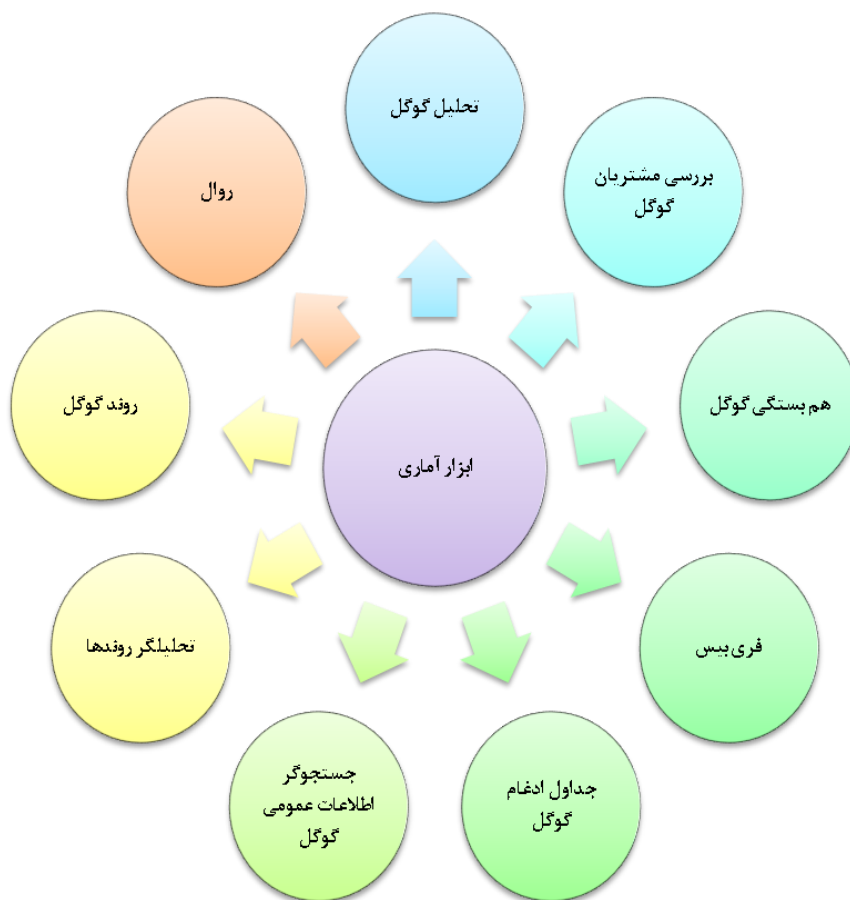 تحلیل گوگل
بررسی مشتریان
گوگل
هم بستگی گوگل
فری بیس
جداول ادغام
گوگل
جستجوگر
اطلاعات عمومی
گوگل
تحلیلگر روندها
روند گوگل
روال
ابزار آماری